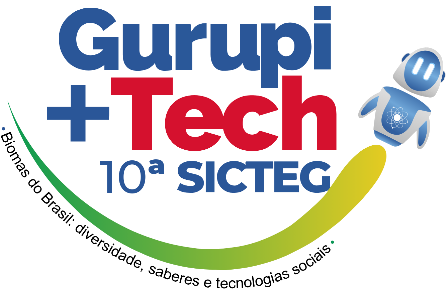 Gurupi
+Tech
10ª SICTEG
• Biomas do Brasil: diversidade, saberes e tecnologias sociais •